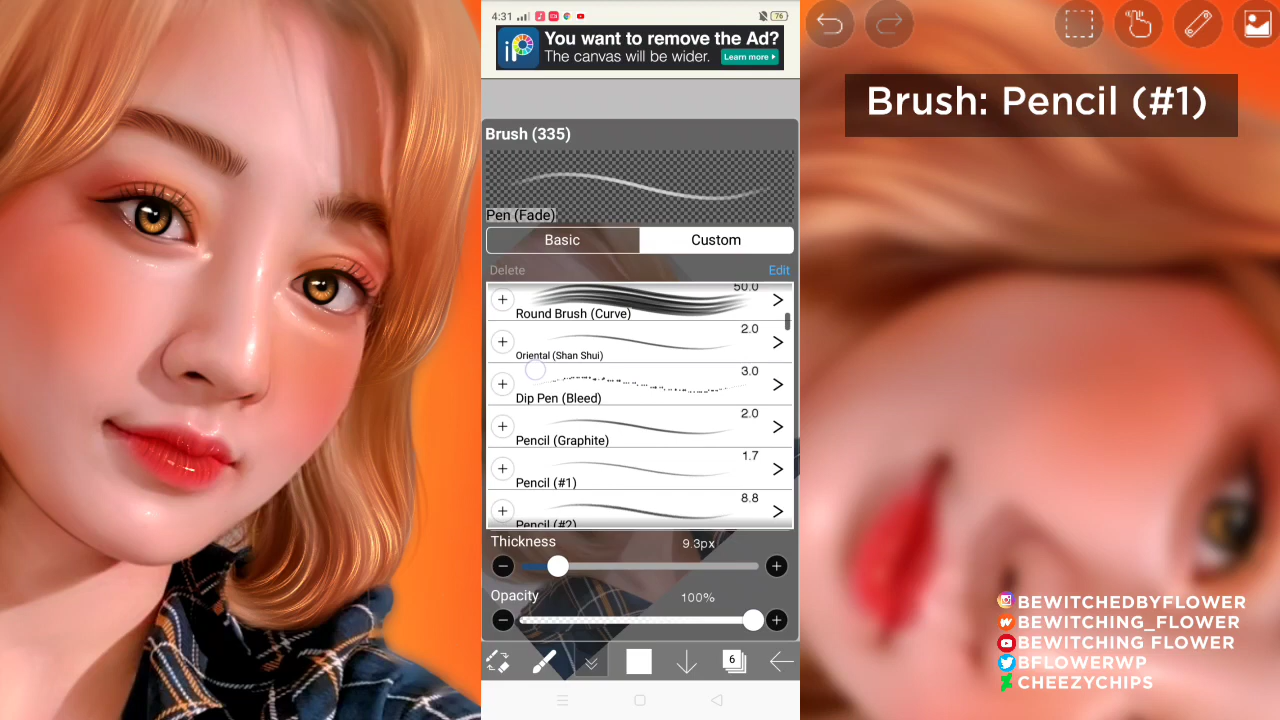 4:31
76
You want to remove the Ad?
The canvas will be wider.
Learn more
iP
Brush (335)
Pen (Fade)
Basic
Custom
Delete
Edit
50.0
Round Brush (Curve)
2.0
Oriental (Shan Shui)
3.0
Dip Pen (Bleed)
2.0
Pencil (Graphite)
1.7
Pencil (#1)
8.8
Pencil (#2)
Thickness
9.3px
Opacity
100%
6
Brush: Pencil (#1)
BEWITCHEDBYFLOWER
BEWITCHING_FLOWER
BEWITCHING FLOWER
BFLOWERWP
CHEEZYCHIPS